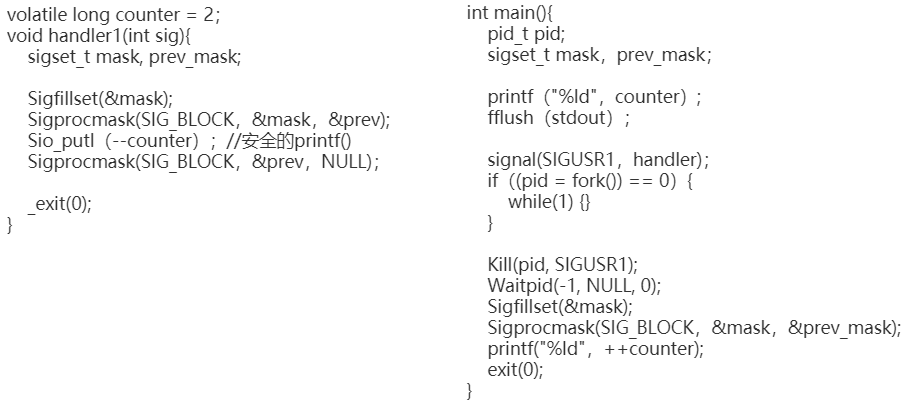 volatile long counter = 2;
void handler1(int sig){
sigset_t mask, prev_mask;
Sigfillset(&mask);
Sigprocmask(SIG_BLOCK，&mask，&prev);
Sio_putl（--counter）; //安全的printf()
Sigprocmask(SIG_BLOCK，&prev，NULL);
_exit(0);
}
int main(){
pid_t pid;
sigset_t mask，prev_mask;
printf（"%ld"，counter）;
fflush（stdout）;
signal(SIGUSR1，handler);
if（(pid = fork()) == 0）{
while(1) {}
}
Kill(pid, SIGUSR1);
Waitpid(-1, NULL, 0);
Sigfillset(&mask);
Sigprocmask(SIG_BLOCK，&mask，&prev_mask);
printf("%ld"，++counter);
exit(0);
}